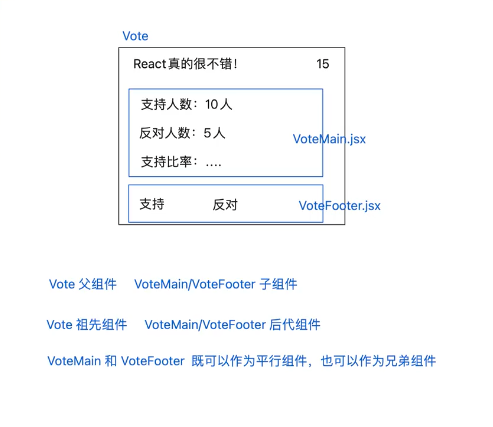 Vote
React真的很不错！ 15
支持人数：10人
反对人数：5人
VoteMain.jsx
支持比率：....
支持 反对 VoteFooter.jsx
Vote 父组件 VoteMain/VoteFooter 子组件
Vote 祖先组件 VoteMain/VoteFooter 后代组件
VoteMain 和 VoteFooter 既可以作为平行组件，也可以作为兄弟组件